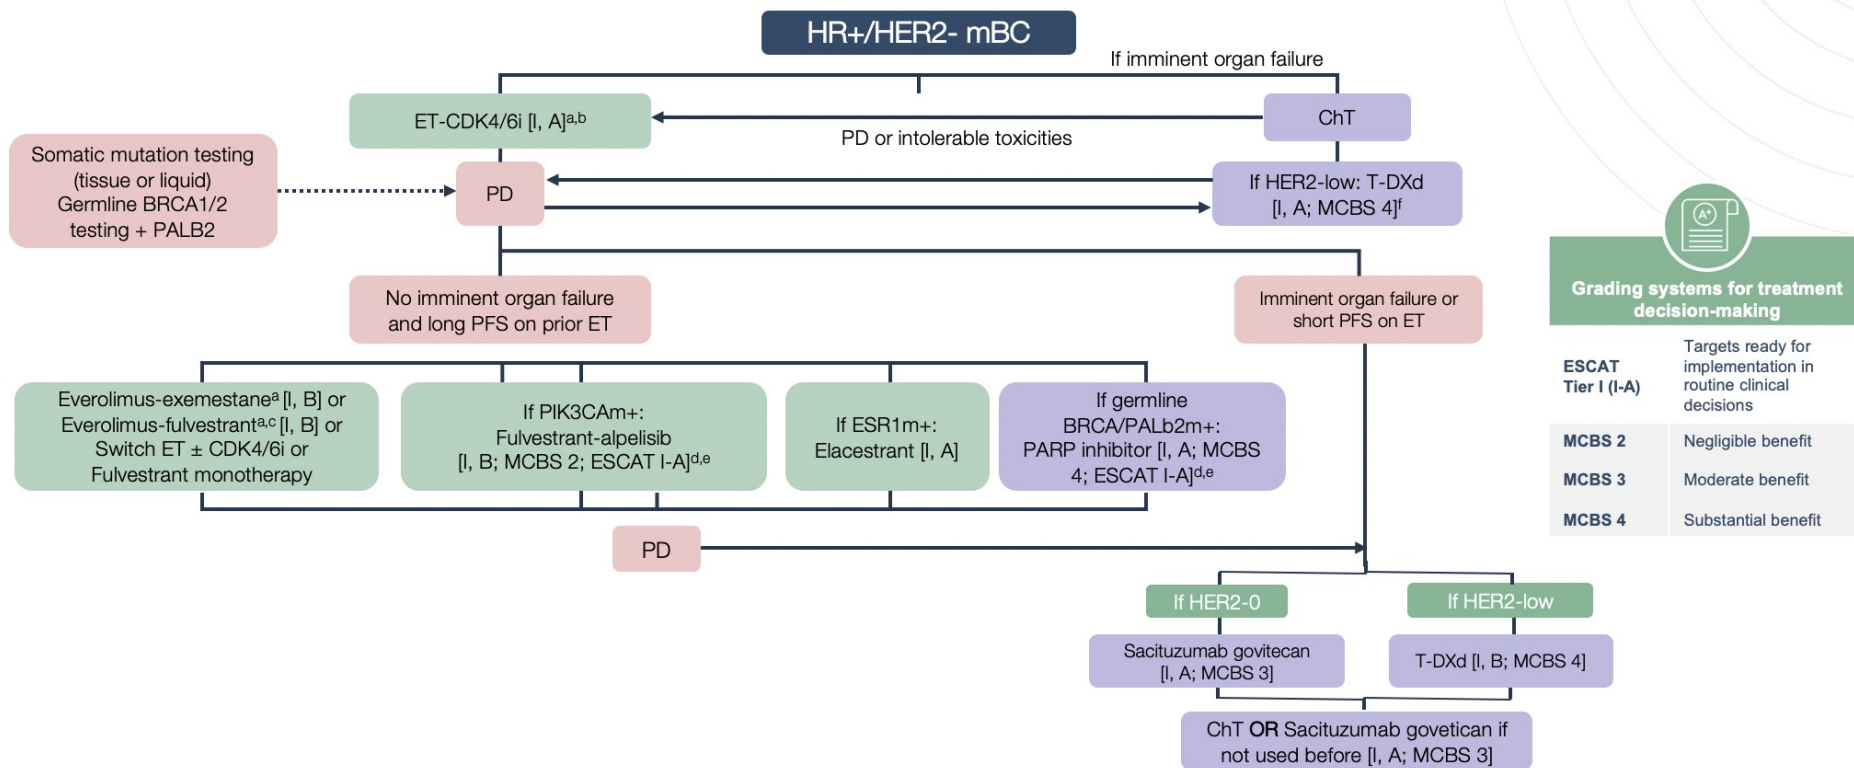 HR+/HER2- mBC
If imminent organ failure
ET-CDK4/6i [I, A]a,b
ChT
PD or intolerable toxicities
Somatic mutation testing
(tissue or liquid)
Germline BRCA1/2
testing + PALB2
PD
If HER2-low: T-DXd
[I, A; MCBS 4]f
No imminent organ failure
and long PFS on prior ET
Imminent organ failure or
short PFS on ET
Everolimus-exemestanea [I, B] or
Everolimus-fulvestranta,c [I, B] or
Switch ET ± CDK4/6i or
Fulvestrant monotherapy
If PIK3CAm+:
Fulvestrant-alpelisib
[I, B; MCBS 2; ESCAT I-A]d,e
If ESR1m+:
Elacestrant [I, A]
If germline
BRCA/PALb2m+:
PARP inhibitor [I, A; MCBS
4; ESCAT I-A]d,e
PD
If HER2-0
If HER2-low
Sacituzumab govitecan
[I, A; MCBS 3]
T-DXd [I, B; MCBS 4]
ChT OR Sacituzumab govetican if
not used before [I, A; MCBS 3]
A+
Grading systems for treatment
decision-making
ESCAT
Tier I (I-A)
Targets ready for
implementation in
routine clinical
decisions
MCBS 2
Negligible benefit
MCBS 3
Moderate benefit
MCBS 4
Substantial benefit